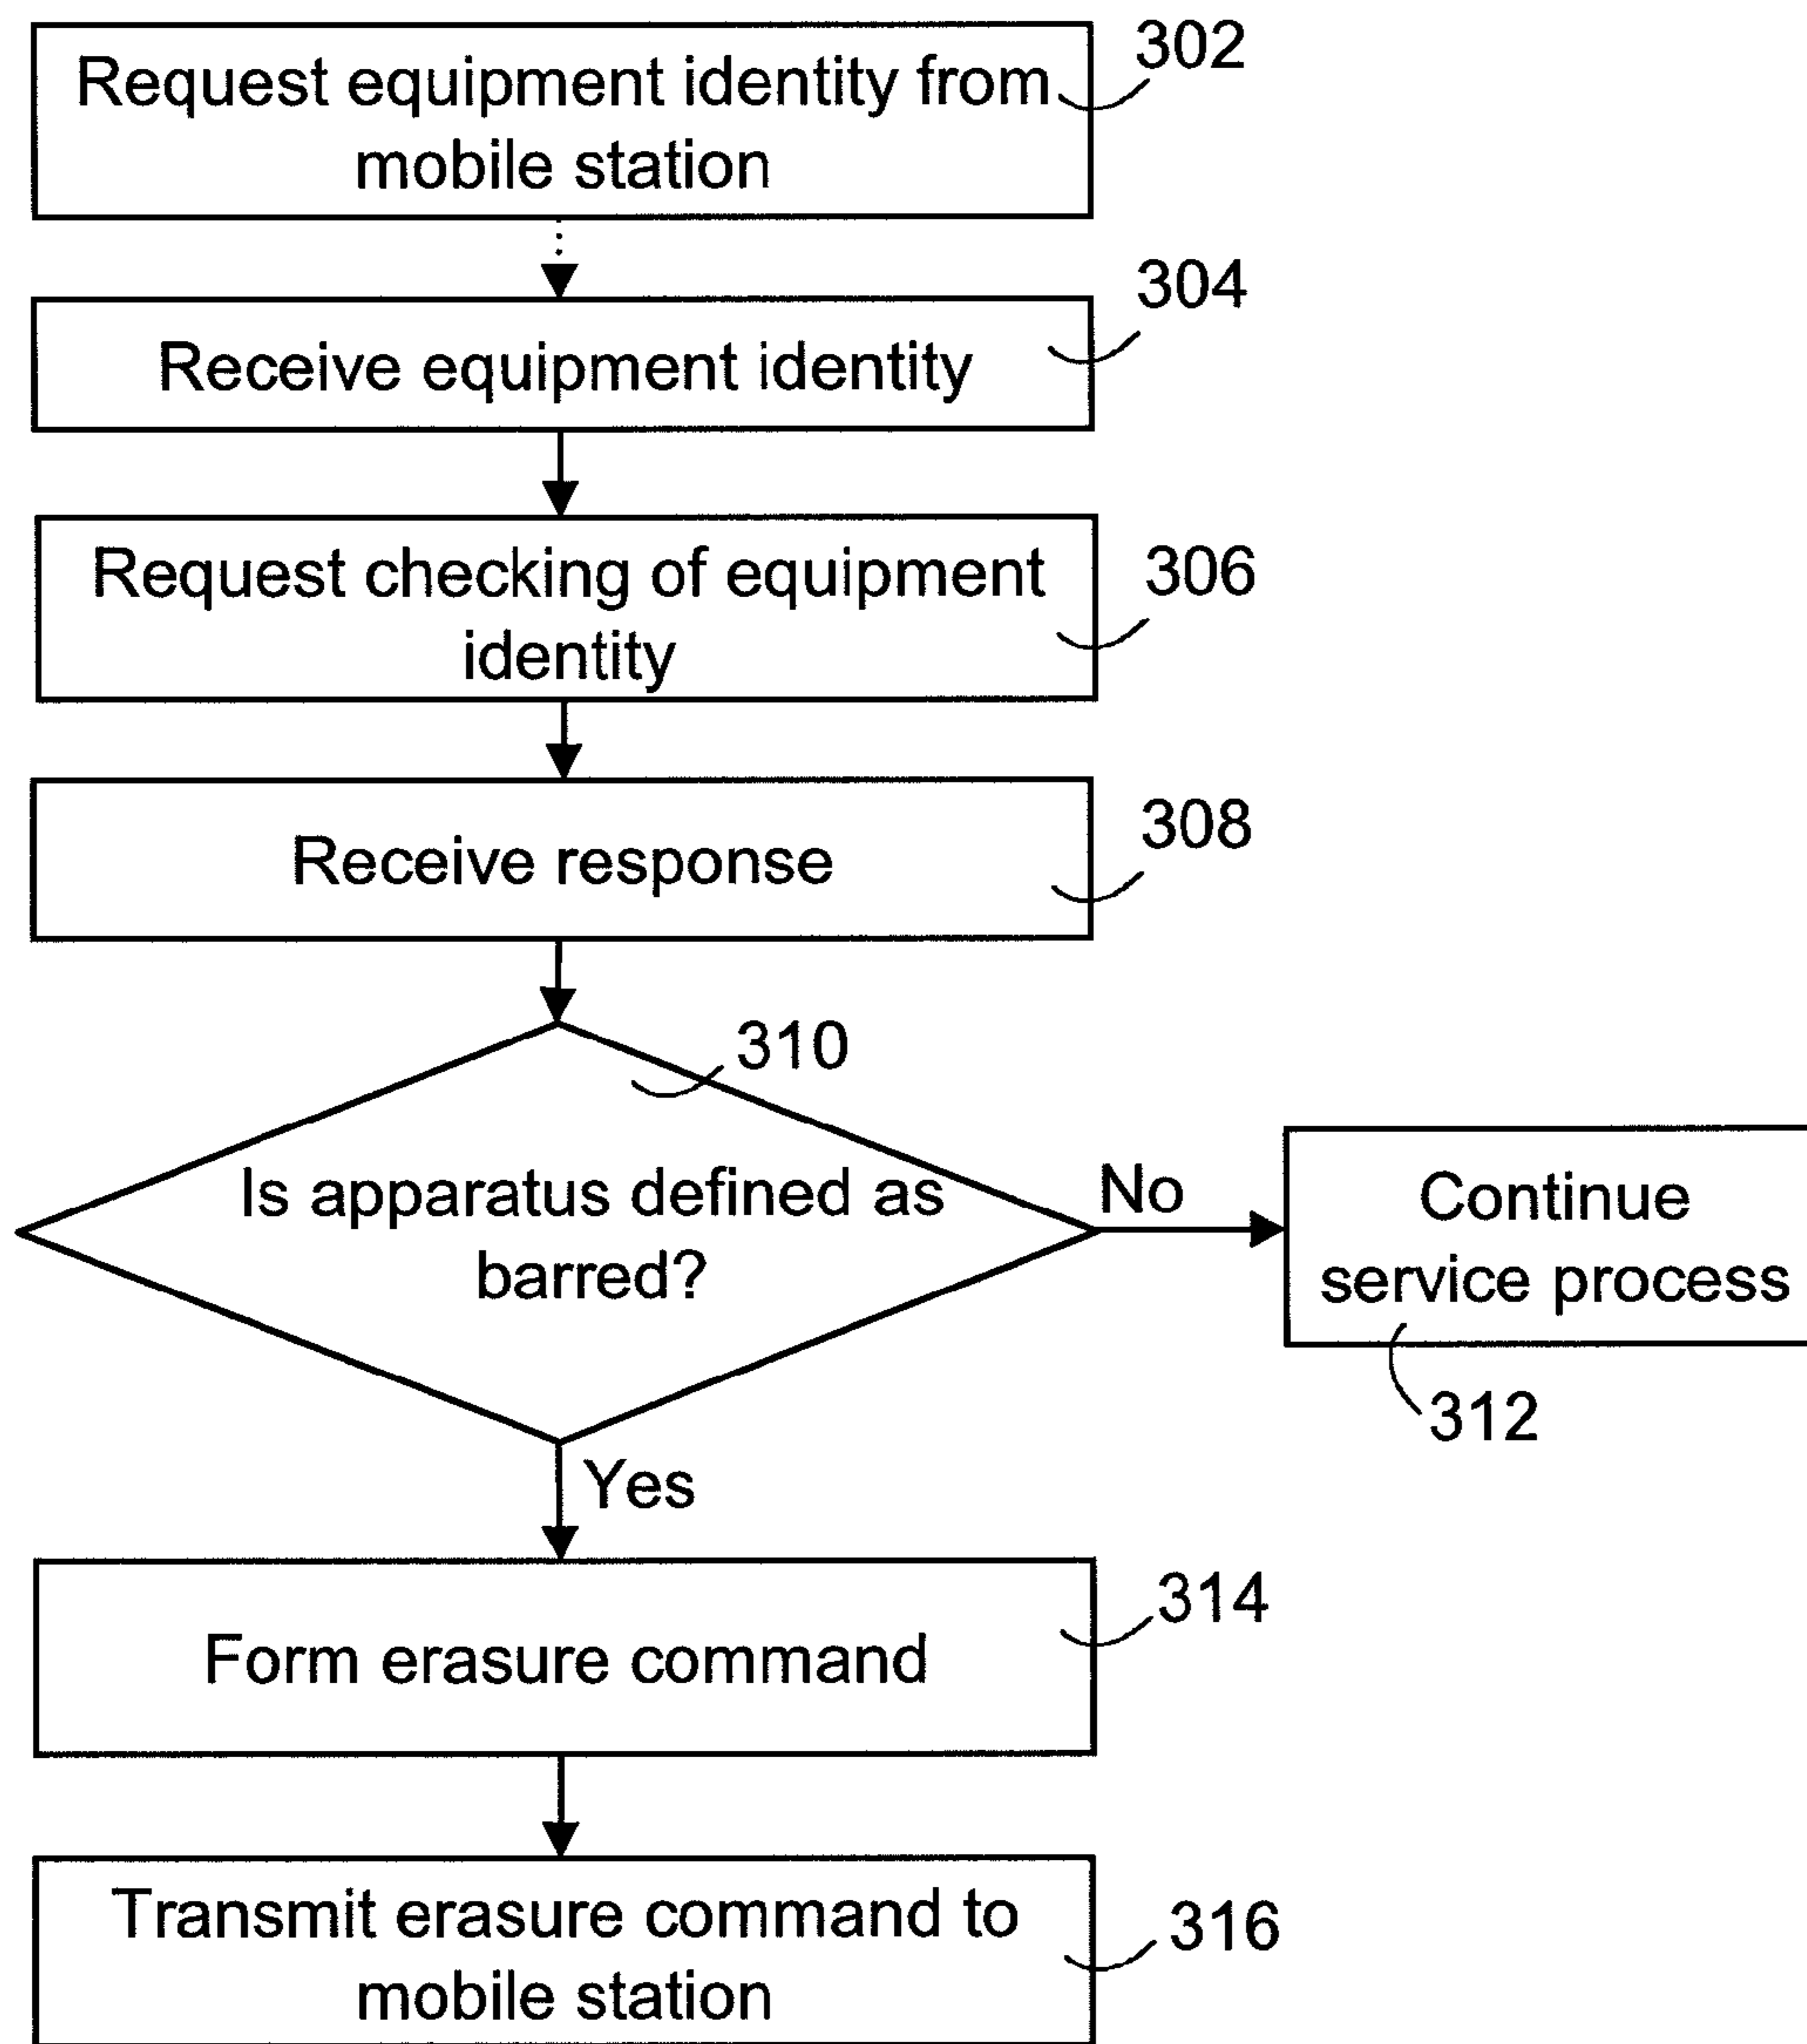 302
Request equipment identity from
mobile station
304
Receive equipment identity
306
Request checking of equipment
identity
308
Receive response
310
Is apparatus defined as
barred?
No
Continue
service process
312
Yes
314
Form erasure command
316
Transmit erasure command to
mobile station